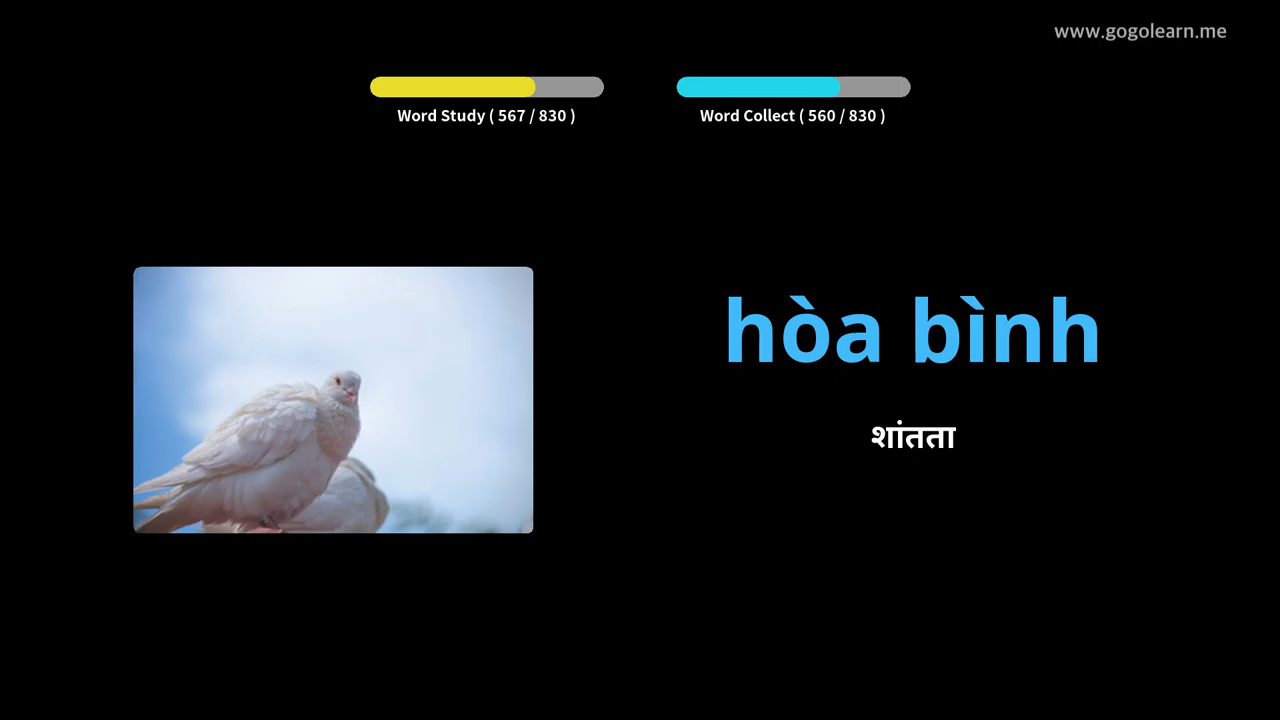 www.gogolearn.me
Word Study ( 567 / 830 )
Word Collect ( 560 / 830 )
hòa bình
शांतता